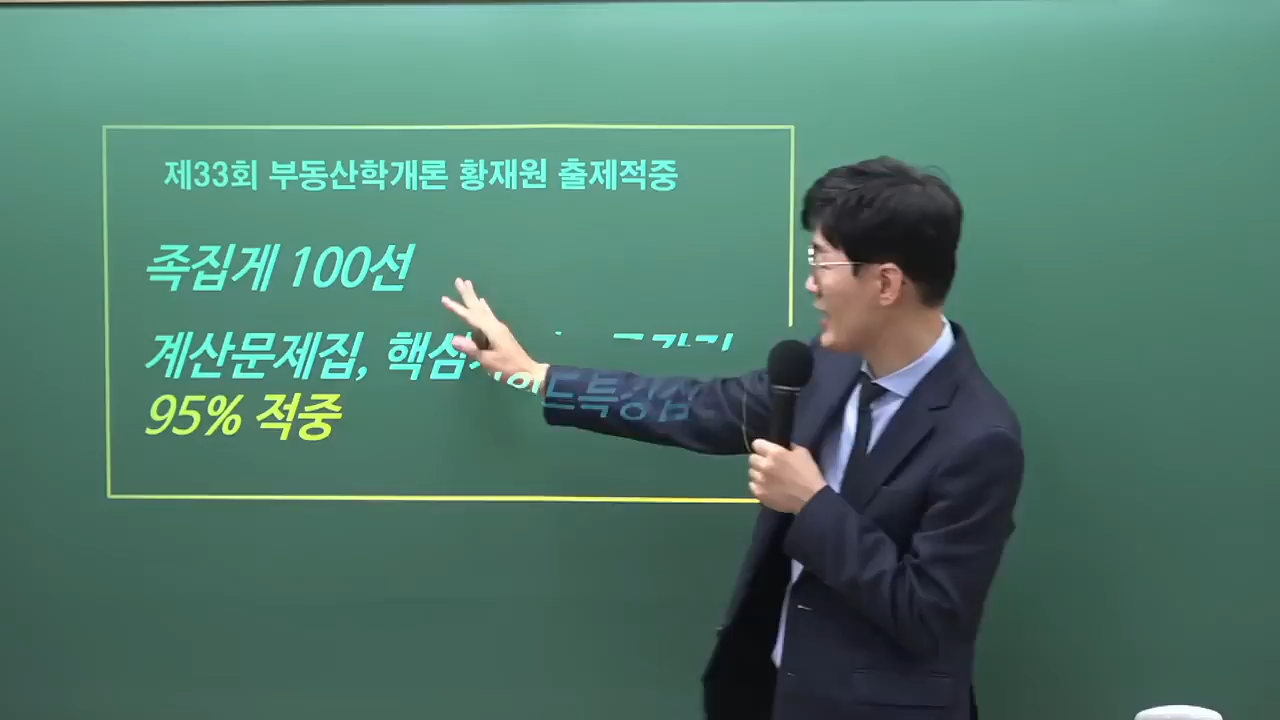 제33회 부동산학개론 황재원 출제적중
족집게 100선
계산문제집, 핵심
95% 적중